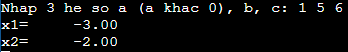 Nhap 3 he so a (a khac 0), b, c: 1 5 6
x1=     -3.00
x2=     -2.00